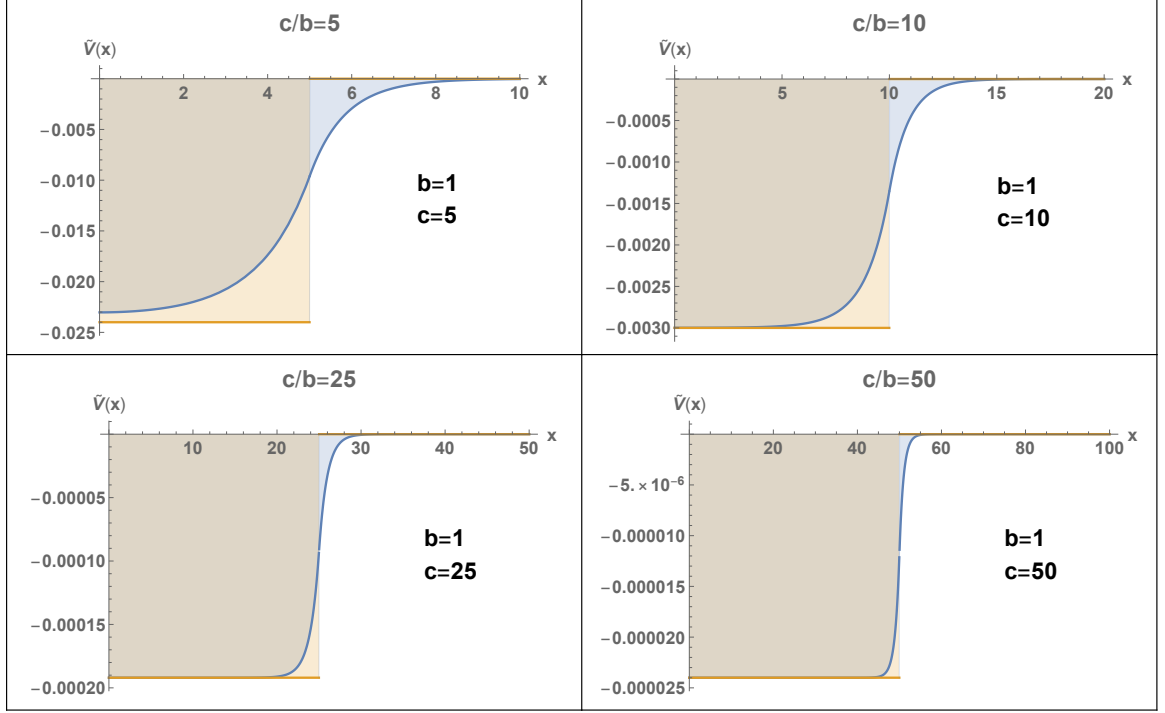 c/b=5
Ṽ(x)
2 4 6 8 10 x
−0.005
−0.010
−0.015
−0.020
−0.025
b=1
c=5
c/b=10
Ṽ(x)
5 10 15 20 x
−0.0005
−0.0010
−0.0015
−0.0020
−0.0025
−0.0030
b=1
c=10
c/b=25
Ṽ(x)
10 20 30 40 50 x
−0.00005
−0.00010
−0.00015
−0.00020
b=1
c=25
c/b=50
Ṽ(x)
20 40 60 80 100 x
−5.×10⁻⁶
−0.000010
−0.000015
−0.000020
−0.000025
b=1
c=50